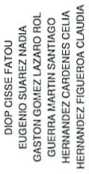 DIOP CISSE FATOU
EUGENIO SUAREZ NADIA
GASTON GOMEZ LAZARO ROL
GUERRA MARTIN SANTIAGO
HERNANDEZ CARDENES CELIA
HERNANDEZ FIGUEROA CLAUDIA